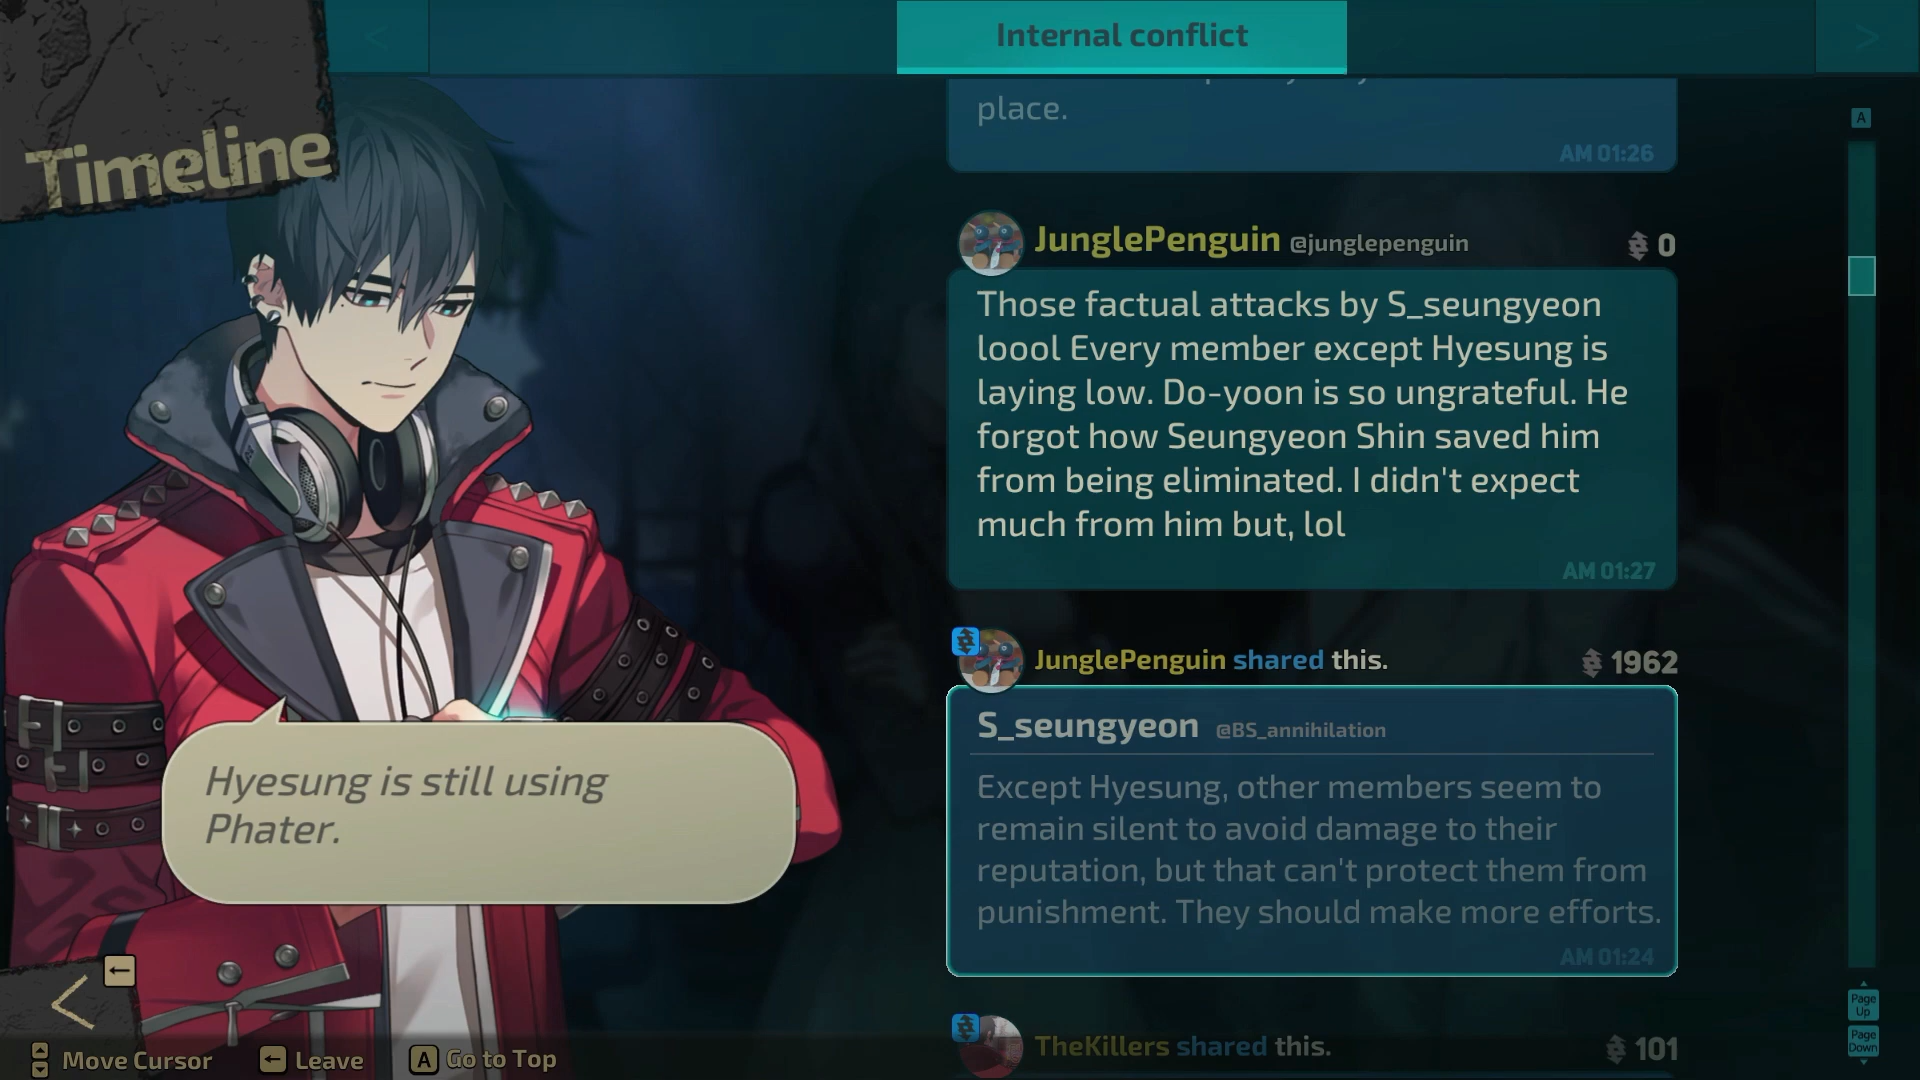 Timeline
<
Internal conflict
>
place.
AM 01:26
A
JunglePenguin @junglepenguin
0
Those factual attacks by S_seungyeon
loool Every member except Hyesung is
laying low. Do-yoon is so ungrateful. He
forgot how Seungyeon Shin saved him
from being eliminated. I didn't expect
much from him but, lol
AM 01:27
JunglePenguin shared this.
1962
S_seungyeon @BS_annihilation
Except Hyesung, other members seem to
remain silent to avoid damage to their
reputation, but that can't protect them from
punishment. They should make more efforts.
AM 01:24
TheKillers shared this.
101
Hyesung is still using
Phater.
Page
Up
Page
Down
←
Move Cursor
← Leave
A Go to Top